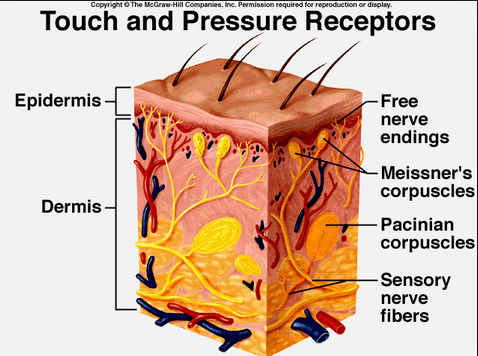 Copyright © The McGraw-Hill Companies, Inc. Permission required for reproduction or display.
Touch and Pressure Receptors
Epidermis
Dermis
Free
nerve
endings
Meissner's
corpuscles
Pacinian
corpuscles
Sensory
nerve
fibers